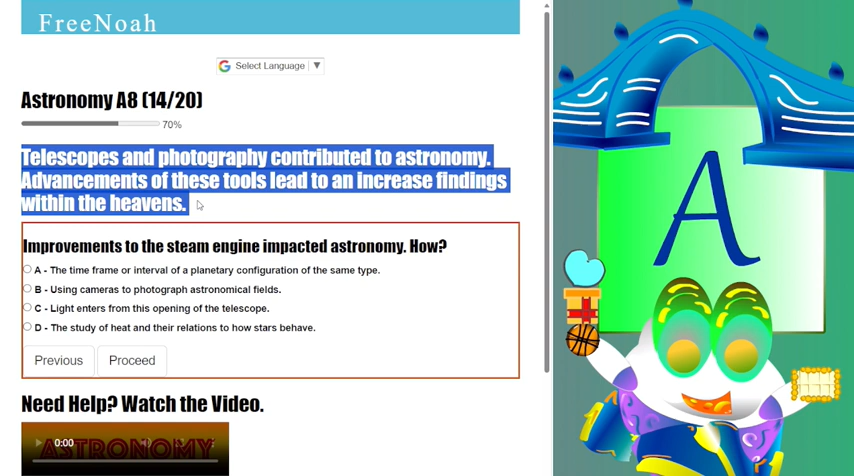 FreeNoah
Select Language
Astronomy A8 (14/20)
70%
Telescopes and photography contributed to astronomy.
Advancements of these tools lead to an increase findings
within the heavens.
Improvements to the steam engine impacted astronomy. How?
A - The time frame or interval of a planetary configuration of the same type.
B - Using cameras to photograph astronomical fields.
C - Light enters from this opening of the telescope.
D - The study of heat and their relations to how stars behave.
Previous Proceed
Need Help? Watch the Video.
ASTRONOMY
0:00
A